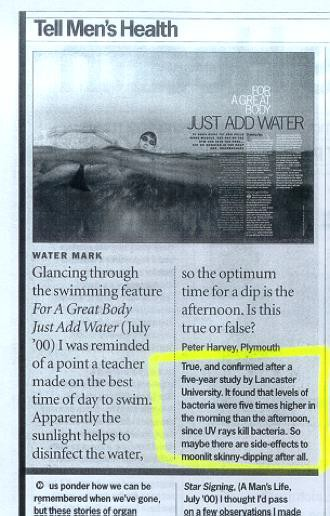 Tell Men's Health
FOR
A GREAT
BODY
JUST ADD WATER
WATER MARK
Glancing through
the swimming feature
For A Great Body
Just Add Water (July
'00) I was reminded
of a point a teacher
made on the best
time of day to swim.
Apparently the
sunlight helps to
disinfect the water,
so the optimum
time for a dip is the
afternoon. Is this
true or false?
Peter Harvey, Plymouth
True, and confirmed after a
five-year study by Lancaster
University. It found that levels of
bacteria were five times higher in
the morning than the afternoon,
since UV rays kill bacteria. So
maybe there are side-effects to
moonlit skinny-dipping after all.
us ponder how we can be
remembered when we've gone,
but these stories of organ
Star Signing, (A Man's Life,
July '00) I thought I'd pass
on a few observations I made